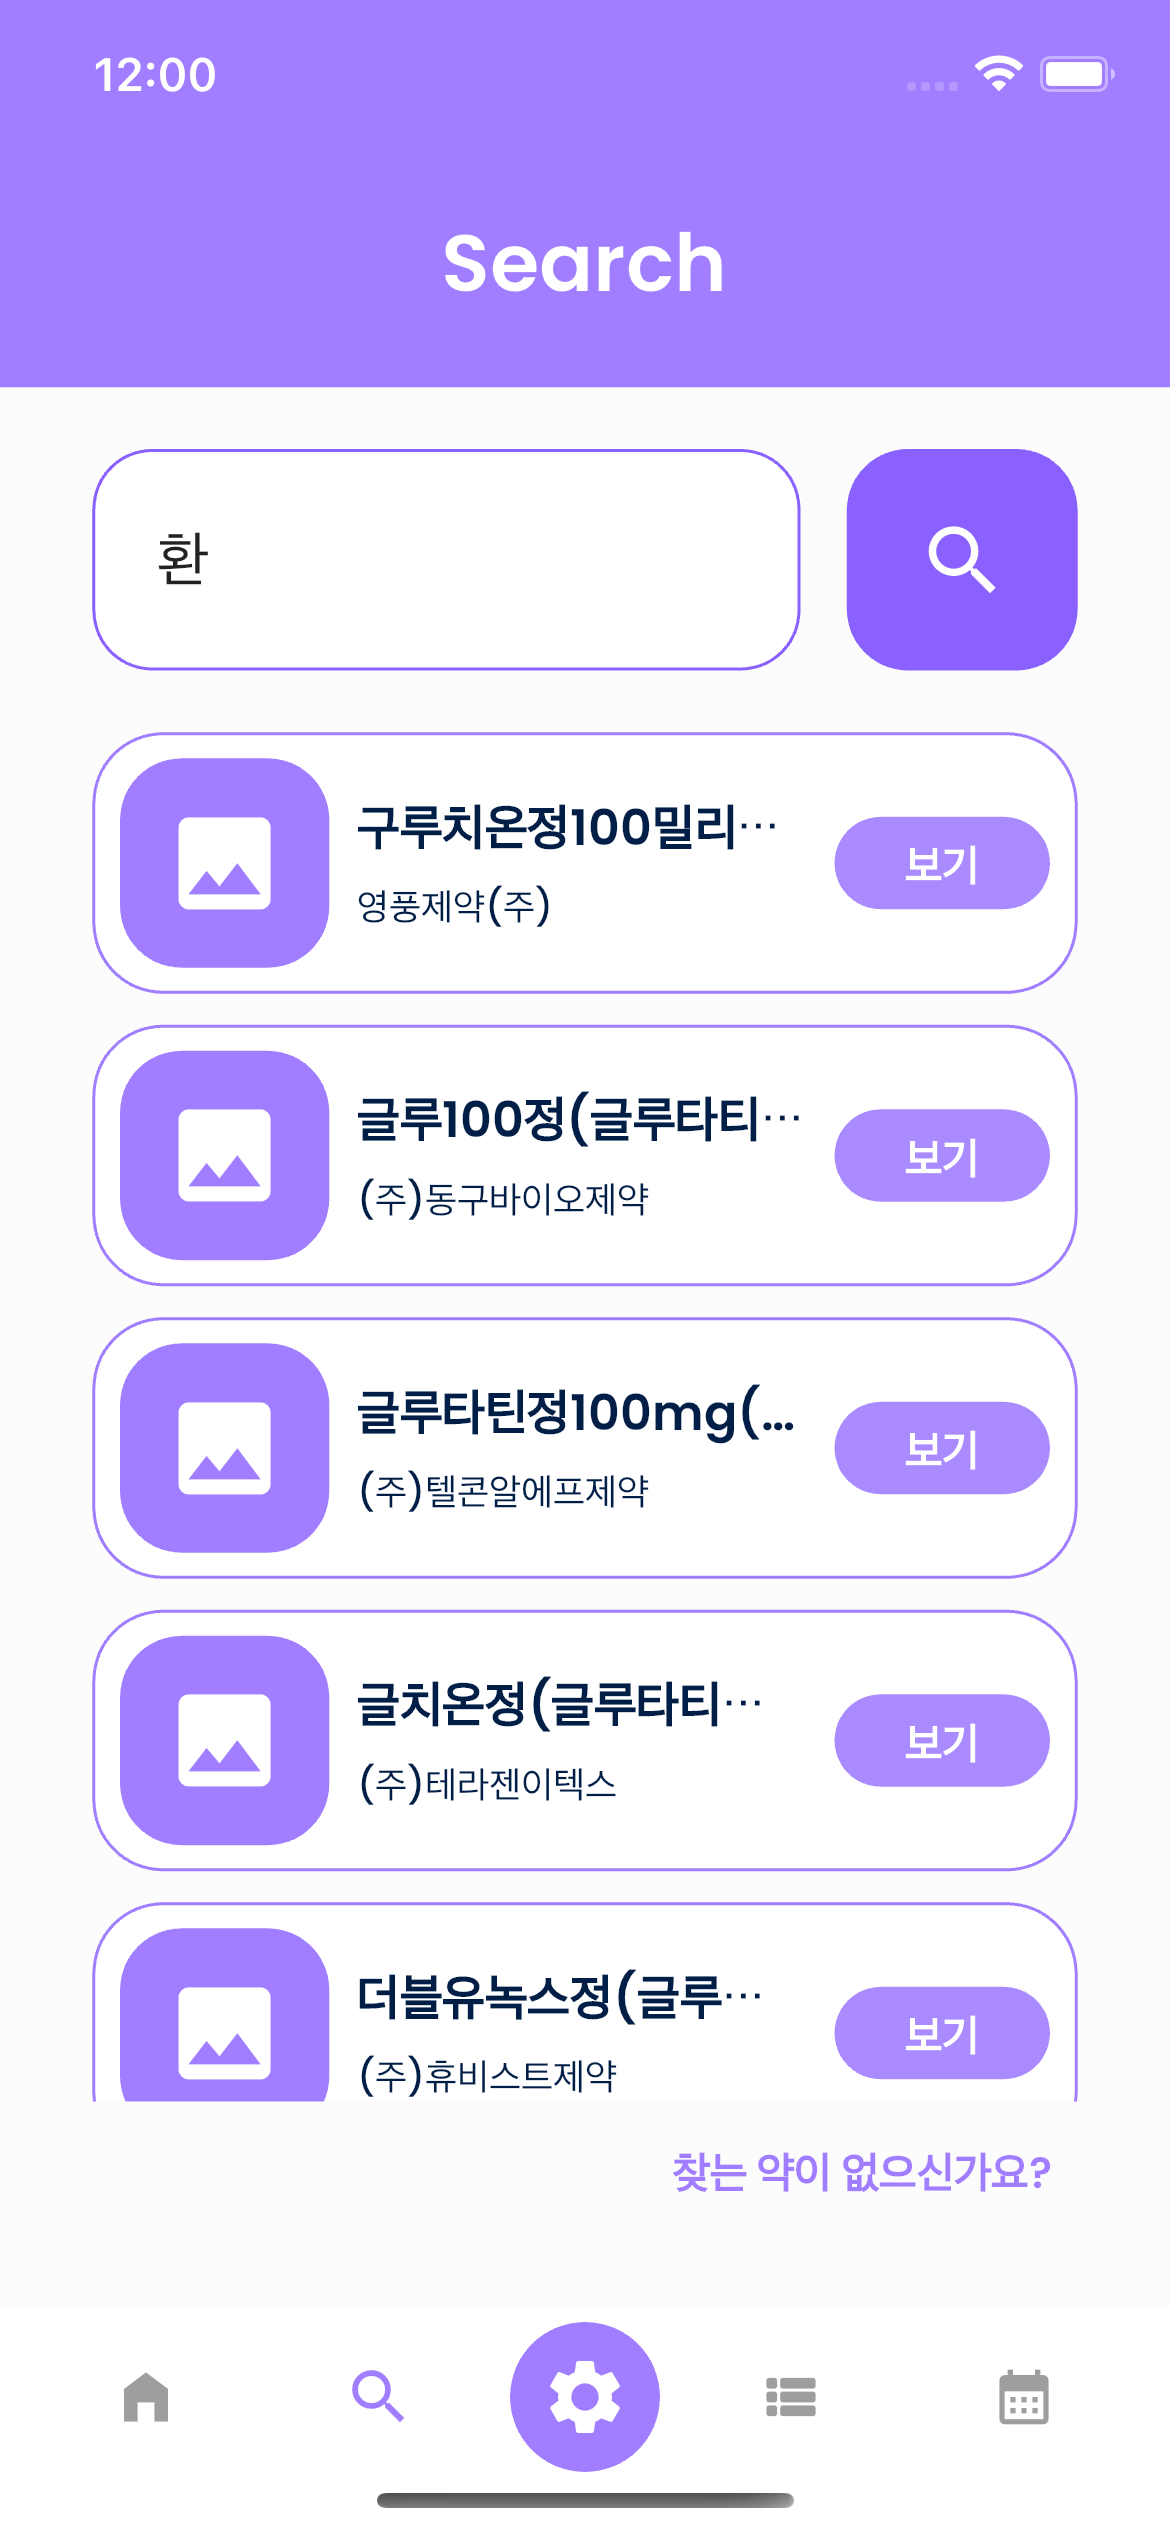 12:00
Search
환
구루치온정100밀리…
영풍제약(주)
보기
글루100정(글루타티…
(주)동구바이오제약
보기
글루타틴정100mg(...
(주)텔콘알에프제약
보기
글치온정(글루타티…
(주)테라젠이텍스
보기
더블유녹스정(글루…
(주)휴비스트제약
보기
찾는 약이 없으신가요?